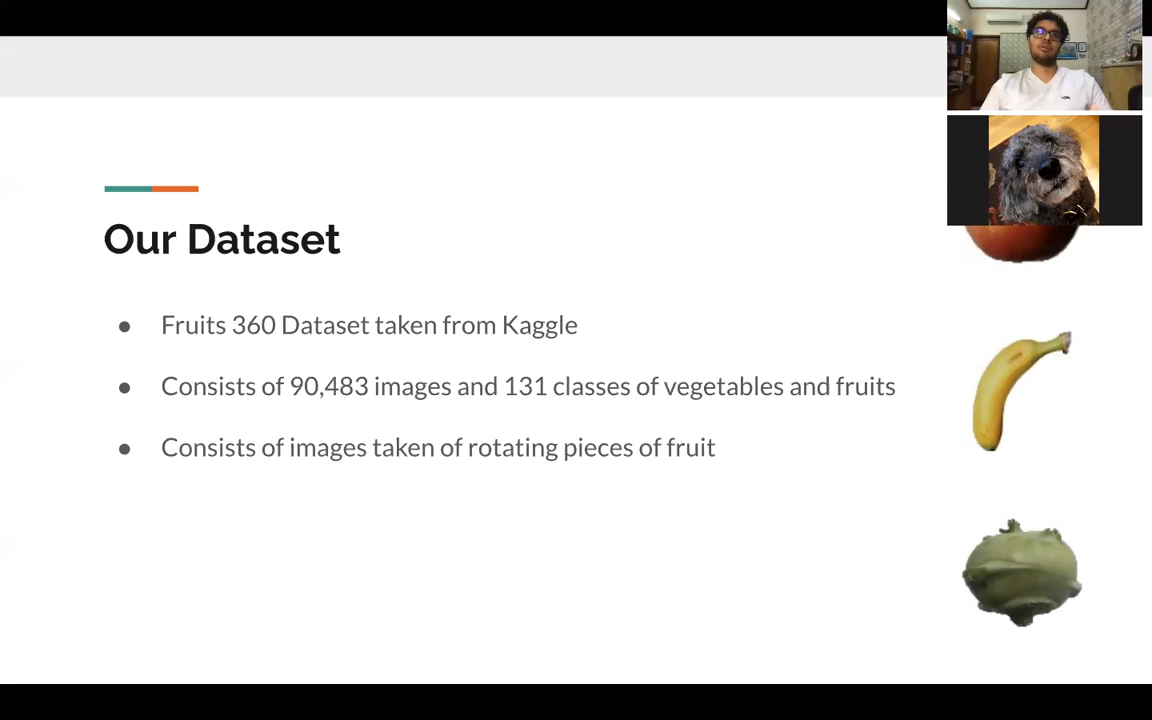 Our Dataset
● Fruits 360 Dataset taken from Kaggle
● Consists of 90,483 images and 131 classes of vegetables and fruits
● Consists of images taken of rotating pieces of fruit